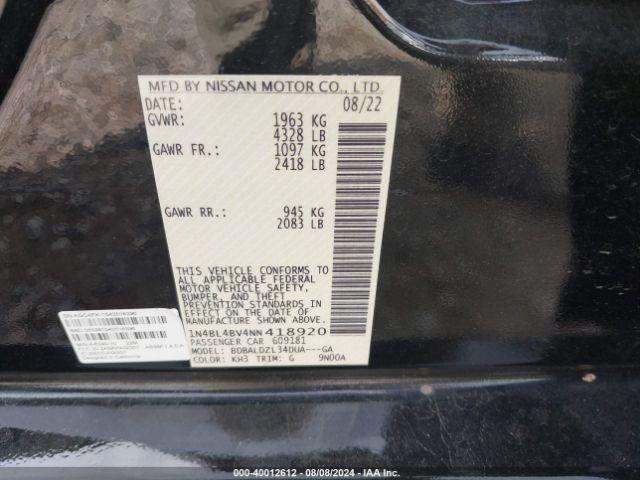 MFD BY NISSAN MOTOR CO., LTD.
DATE: 08/22
GVWR: 1963 KG
4328 LB
GAWR FR.: 1097 KG
2418 LB
GAWR RR.: 945 KG
2083 LB
THIS VEHICLE CONFORMS TO
ALL APPLICABLE FEDERAL
MOTOR VEHICLE SAFETY,
BUMPER, AND THEFT
PREVENTION STANDARDS
IN EFFECT ON THE DATE OF
MANUFACTURE SHOWN ABOVE.
1N4BL4BV4NN418920
PASSENGER CAR 609181
MODEL: BDBALDZL34DUA---GA
COLOR: KH3 TRIM: G 9N00A
000-40012612 - 08/08/2024 - IAA Inc.